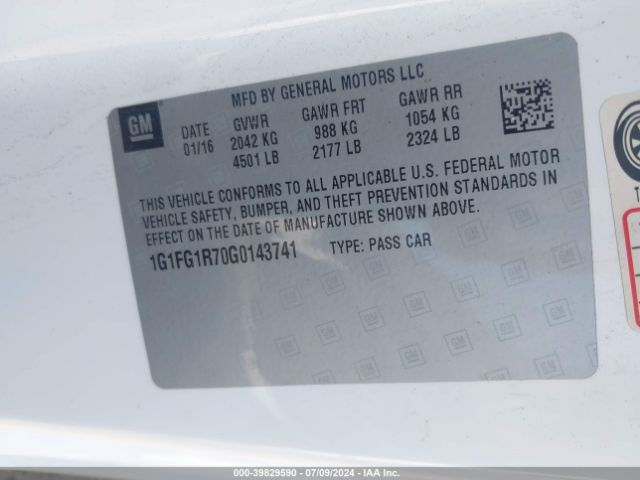 MFD BY GENERAL MOTORS LLC
GM
DATE GVWR GAWR FRT GAWR RR
01/16 2042 KG 988 KG 1054 KG
4501 LB 2177 LB 2324 LB
THIS VEHICLE CONFORMS TO ALL APPLICABLE U.S. FEDERAL MOTOR
VEHICLE SAFETY, BUMPER, AND THEFT PREVENTION STANDARDS IN
EFFECT ON THE DATE OF MANUFACTURE SHOWN ABOVE.
1G1FG1R70G0143741 TYPE: PASS CAR
000-39829590 - 07/09/2024 - IAA Inc.